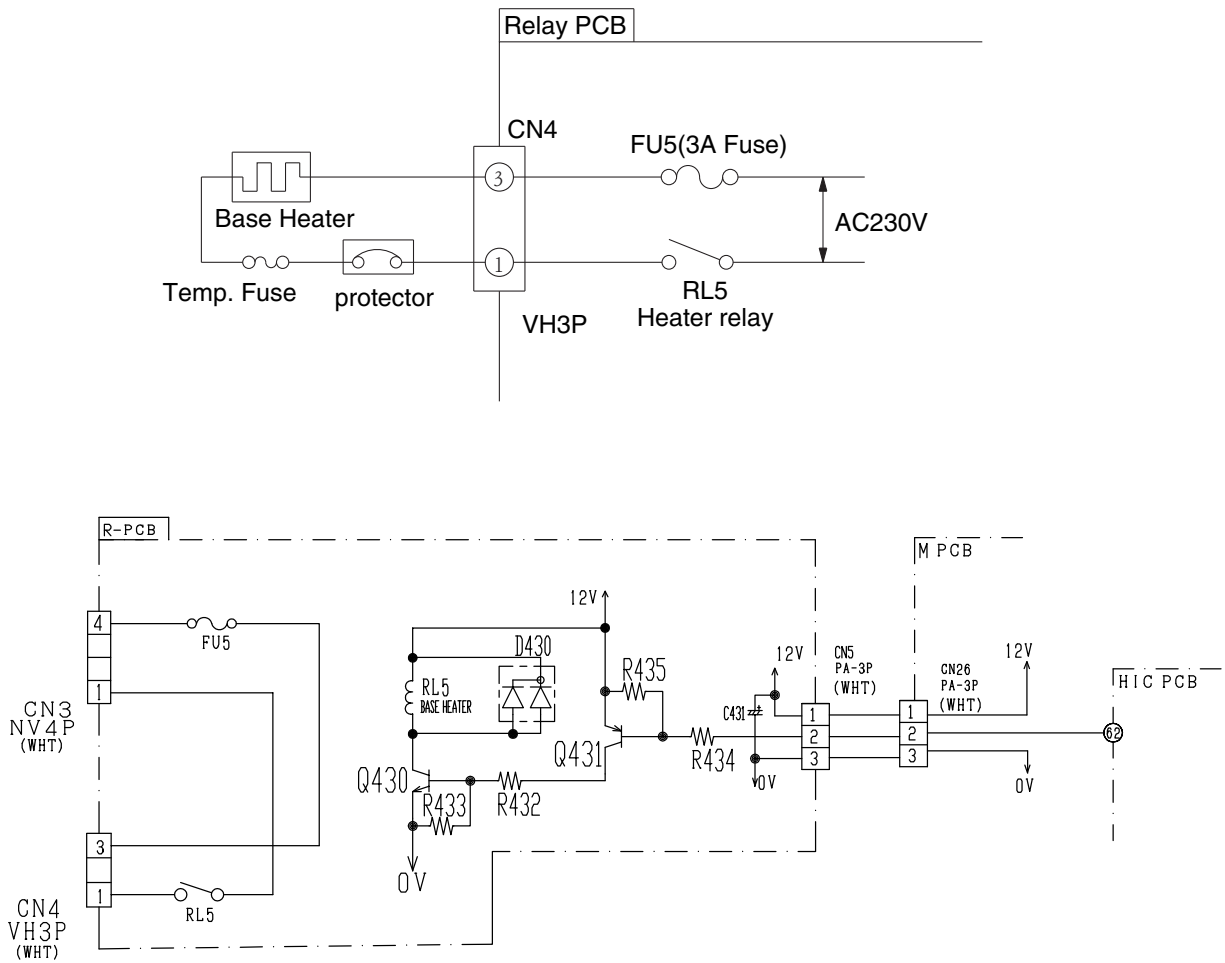 Relay PCB
CN4
FU5(3A Fuse)
3
Base Heater
AC230V
1
Temp. Fuse
protector
RL5
Heater relay
VH3P
R-PCB
M PCB
4
FU5
12V
D430
R435
12V
CN5
PA-3P
(WHT)
CN26
PA-3P
(WHT)
12V
HIC PCB
RL5
BASE HEATER
C431
1
1
1
2
2
62
3
3
CN3
NV4P
(WHT)
Q431
R434
0V
0V
Q430
R432
R433
3
0V
1
RL5
CN4
VH3P
(WHT)